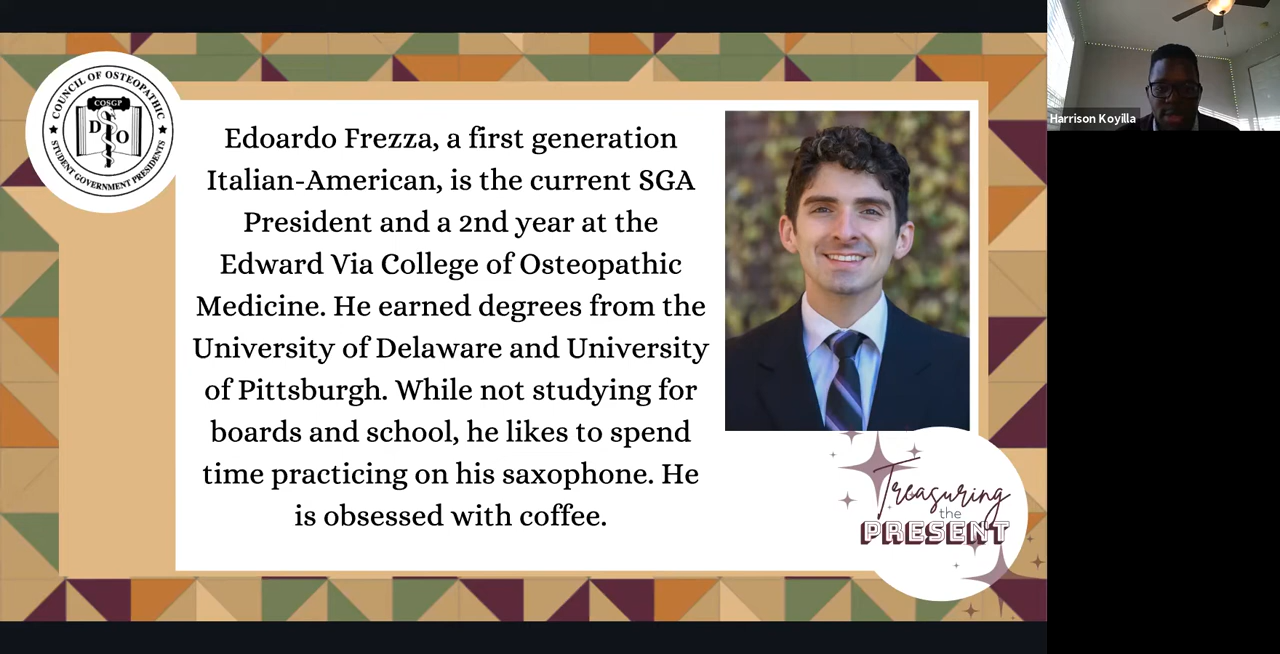 COUNCIL OF OSTEOPATHIC
COSGP
D O
STUDENT GOVERNMENT PRESIDENTS
Edoardo Frezza, a first generation
Italian-American, is the current SGA
President and a 2nd year at the
Edward Via College of Osteopathic
Medicine. He earned degrees from the
University of Delaware and University
of Pittsburgh. While not studying for
boards and school, he likes to spend
time practicing on his saxophone. He
is obsessed with coffee.
Treasuring
the
PRESENT
Harrison Koyilla